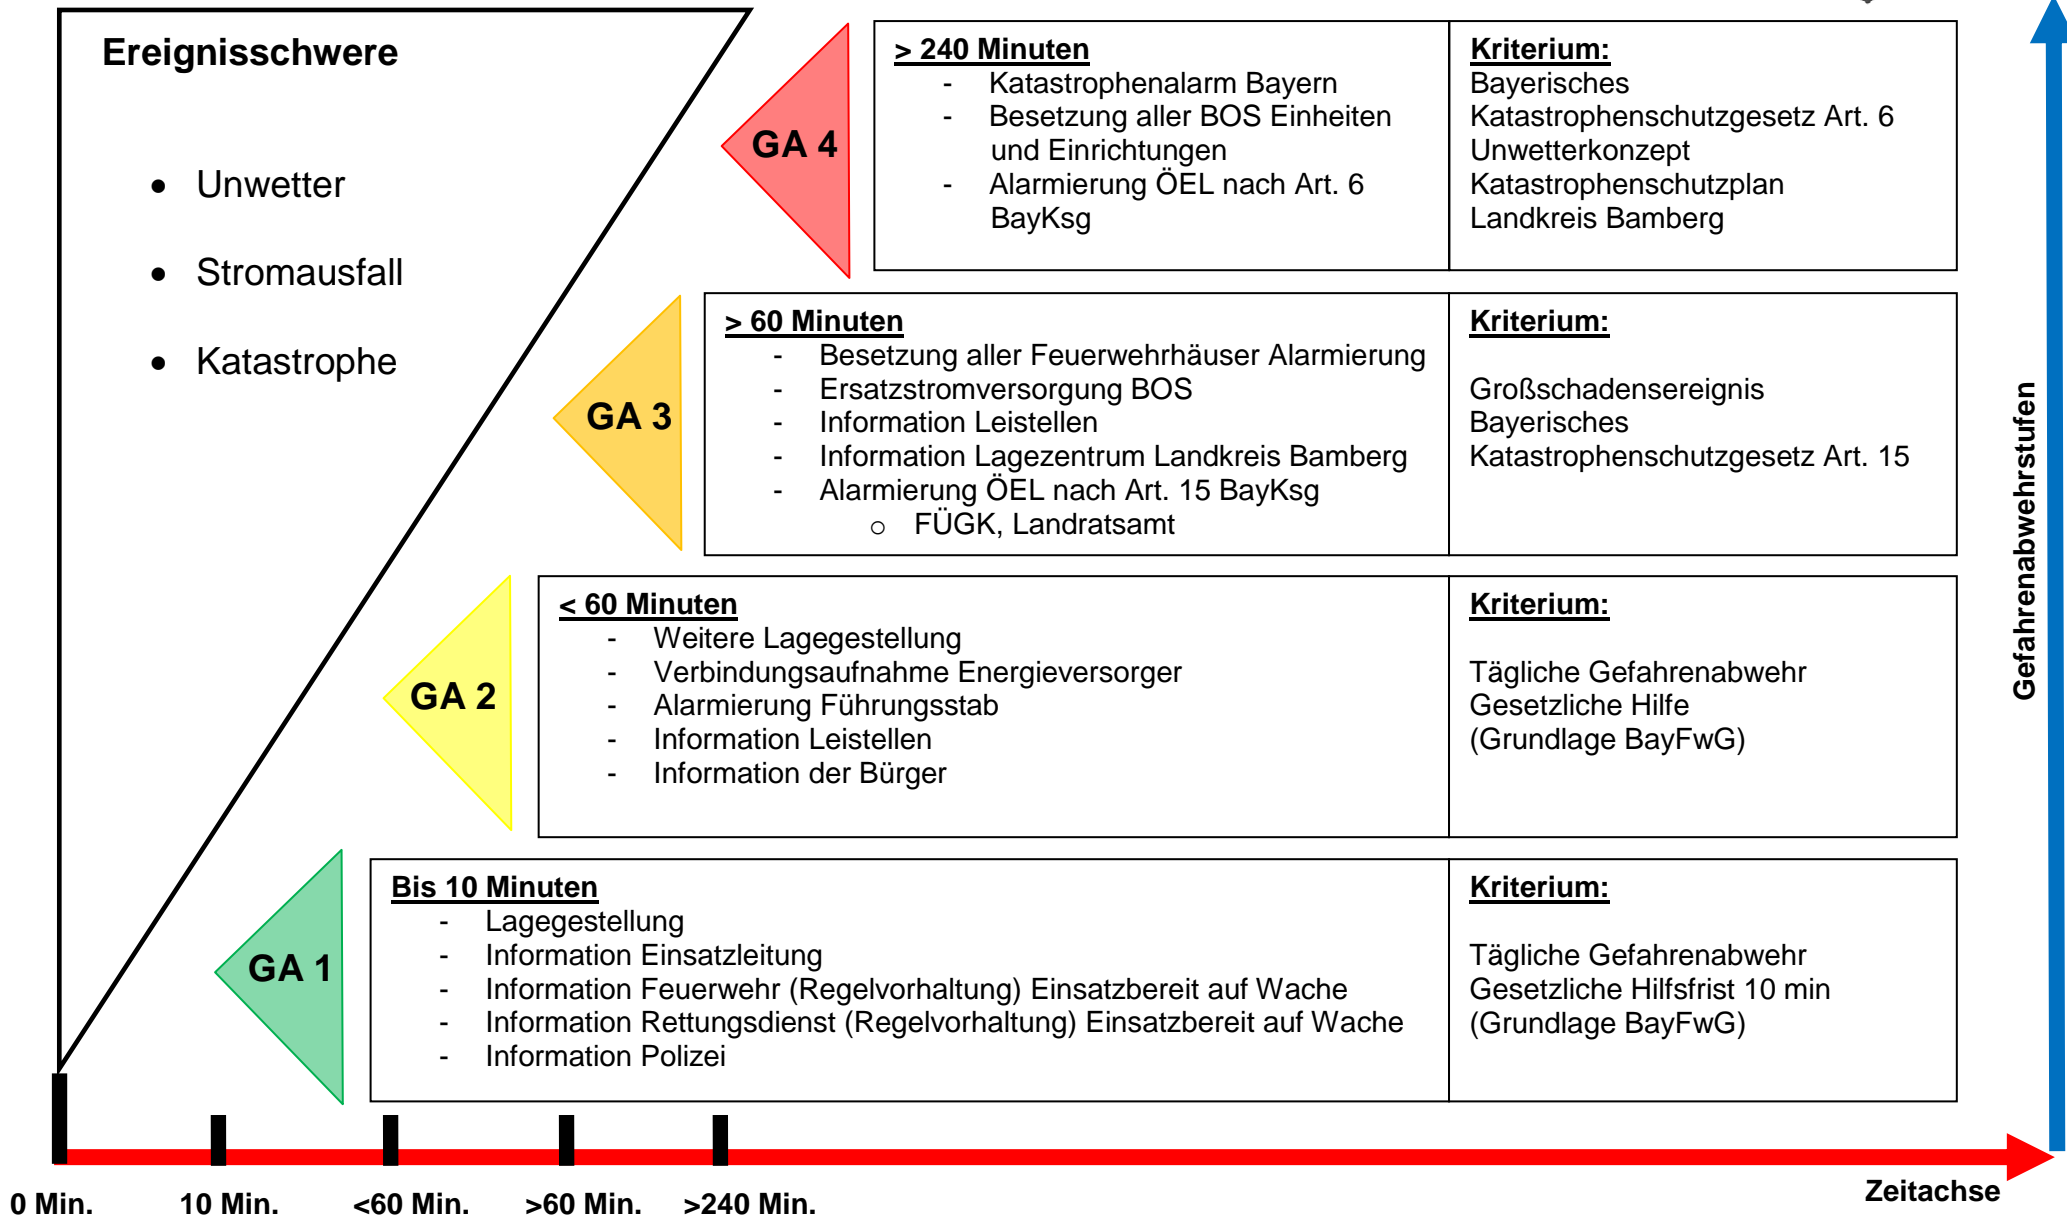 Ereignisschwere
• Unwetter
• Stromausfall
• Katastrophe
GA 4
> 240 Minuten
- Katastrophenalarm Bayern
- Besetzung aller BOS Einheiten
und Einrichtungen
- Alarmierung ÖEL nach Art. 6
BayKsg
Kriterium:
Bayerisches
Katastrophenschutzgesetz Art. 6
Unwetterkonzept
Katastrophenschutzplan
Landkreis Bamberg
GA 3
> 60 Minuten
- Besetzung aller Feuerwehrhäuser Alarmierung
- Ersatzstromversorgung BOS
- Information Leistellen
- Information Lagezentrum Landkreis Bamberg
- Alarmierung ÖEL nach Art. 15 BayKsg
o FÜGK, Landratsamt
Kriterium:
Großschadensereignis
Bayerisches
Katastrophenschutzgesetz Art. 15
GA 2
< 60 Minuten
- Weitere Lagegestellung
- Verbindungsaufnahme Energieversorger
- Alarmierung Führungsstab
- Information Leistellen
- Information der Bürger
Kriterium:
Tägliche Gefahrenabwehr
Gesetzliche Hilfe
(Grundlage BayFwG)
GA 1
Bis 10 Minuten
- Lagegestellung
- Information Einsatzleitung
- Information Feuerwehr (Regelvorhaltung) Einsatzbereit auf Wache
- Information Rettungsdienst (Regelvorhaltung) Einsatzbereit auf Wache
- Information Polizei
Kriterium:
Tägliche Gefahrenabwehr
Gesetzliche Hilfsfrist 10 min
(Grundlage BayFwG)
Gefahrenabwehrstufen
0 Min. 10 Min. <60 Min. >60 Min. >240 Min.
Zeitachse